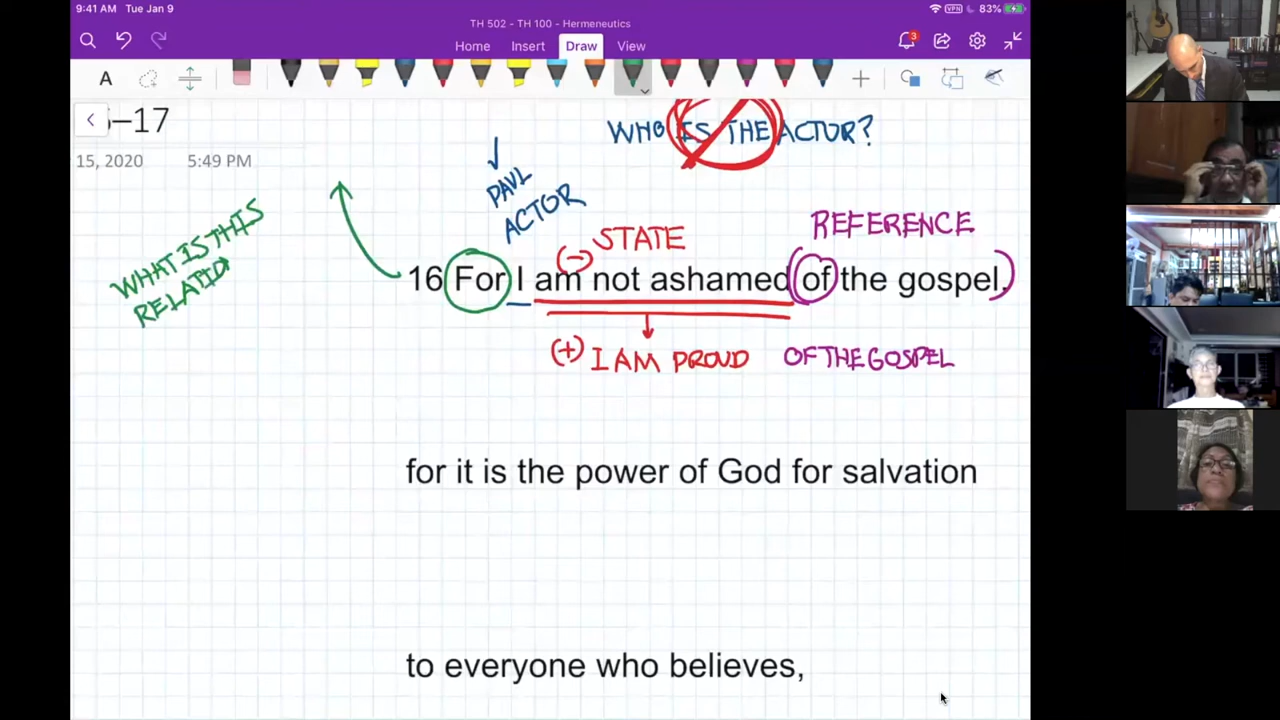 9:41 AM Tue Jan 9
VPN 83%
TH 502 - TH 100 - Hermeneutics
Home Insert Draw View
3
A
–17
15, 2020 5:49 PM
WHO IS THE ACTOR?
PAUL
ACTOR
WHAT IS THIS
(-) STATE
REFERENCE
16 For I am not ashamed of the gospel,
(+) I AM PROUD OF THE GOSPEL
for it is the power of God for salvation
to everyone who believes,